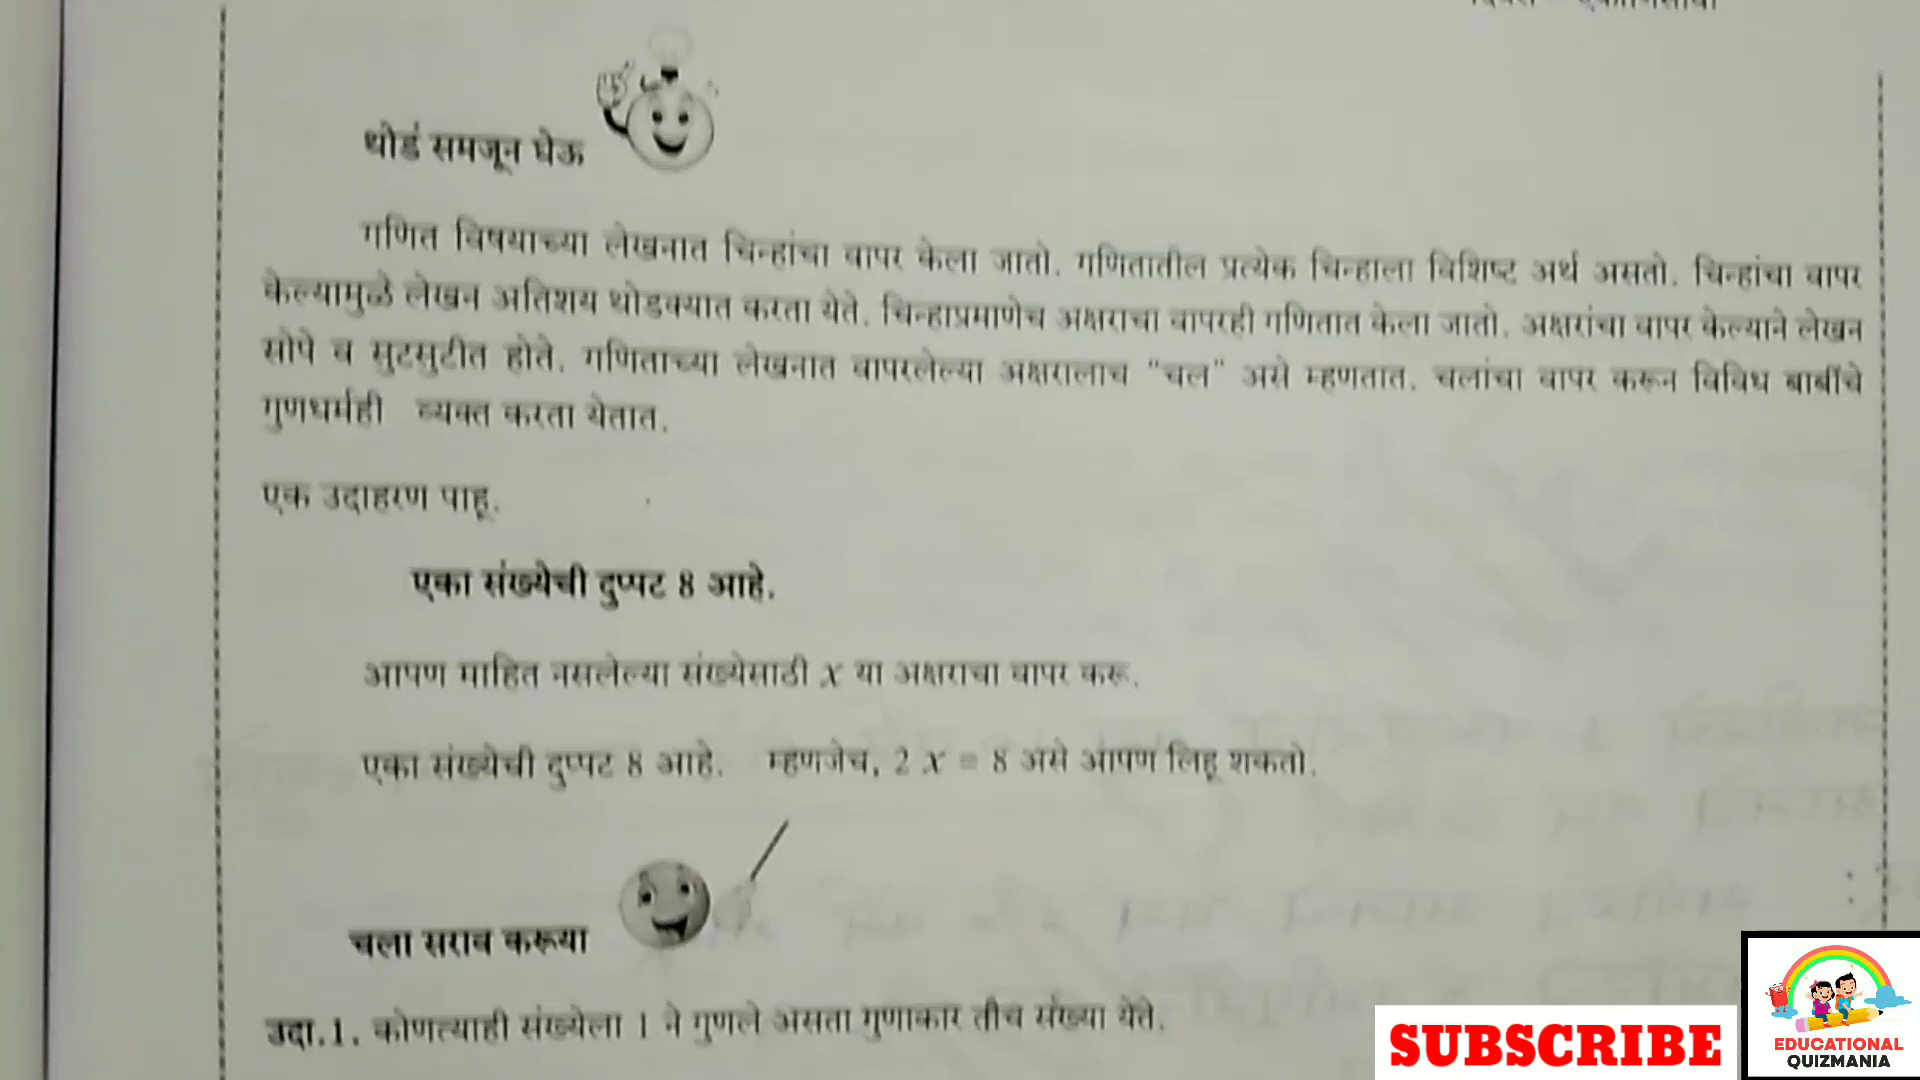 थोडं समजून घेऊ
गणित विषयाच्या लेखनात चिन्हांचा वापर केला जातो. गणितातील प्रत्येक चिन्हाला विशिष्ट अर्थ असतो. चिन्हांचा वापर
केल्यामुळे लेखन अतिशय थोडक्यात करता येते. चिन्हाप्रमाणेच अक्षराचा वापरही गणितात केला जातो. अक्षरांचा वापर केल्याने लेखन
सोपे व सुटसुटीत होते. गणिताच्या लेखनात वापरलेल्या अक्षरालाच "चल" असे म्हणतात. चलांचा वापर करून विविध बाबींचे
गुणधर्मही व्यक्त करता येतात.
एक उदाहरण पाहू.
एका संख्येची दुप्पट 8 आहे.
आपण माहित नसलेल्या संख्येसाठी x या अक्षराचा वापर करू.
एका संख्येची दुप्पट 8 आहे. म्हणजेच, 2 x = 8 असे आपण लिहू शकतो.
चला सराव करूया
उदा.1. कोणत्याही संख्येला 1 ने गुणले असता गुणाकार तीच संख्या येते.
SUBSCRIBE
EDUCATIONAL
QUIZMANIA